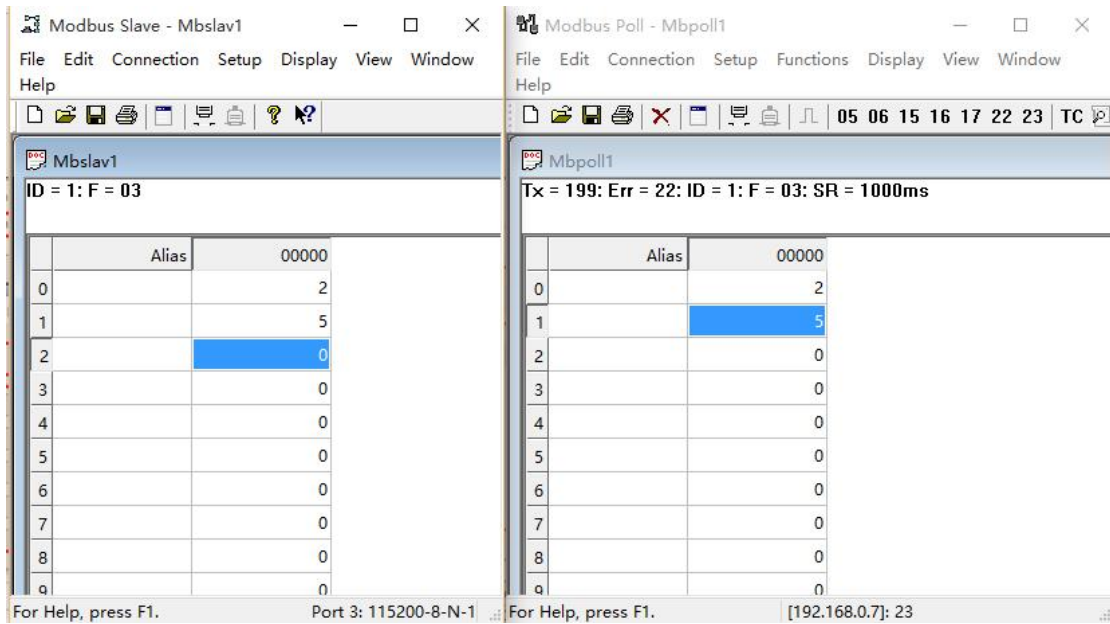 Modbus Slave - Mbslav1
File Edit Connection Setup Display View Window
Help
Mbslav1
ID = 1: F = 03
Alias 00000
0 2
1 5
2 0
3 0
4 0
5 0
6 0
7 0
8 0
9 0
For Help, press F1. Port 3: 115200-8-N-1
Modbus Poll - Mbpoll1
File Edit Connection Setup Functions Display View Window
Help
05 06 15 16 17 22 23 TC
Mbpoll1
Tx = 199: Err = 22: ID = 1: F = 03: SR = 1000ms
Alias 00000
0 2
1 5
2 0
3 0
4 0
5 0
6 0
7 0
8 0
9 0
For Help, press F1. [192.168.0.7]: 23